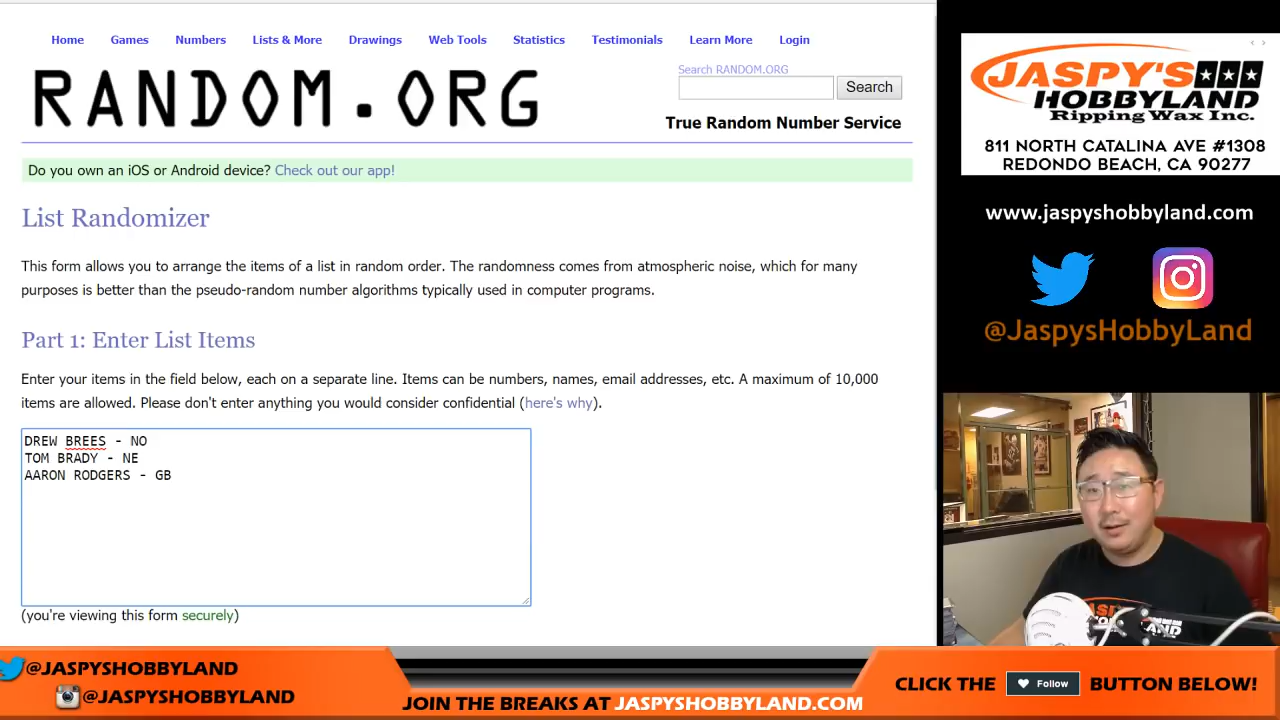 Home Games Numbers Lists & More Drawings Web Tools Statistics Testimonials Learn More Login
RANDOM.ORG
Search RANDOM.ORG
Search
True Random Number Service
Do you own an iOS or Android device? Check out our app!
List Randomizer
This form allows you to arrange the items of a list in random order. The randomness comes from atmospheric noise, which for many
purposes is better than the pseudo-random number algorithms typically used in computer programs.
Part 1: Enter List Items
Enter your items in the field below, each on a separate line. Items can be numbers, names, email addresses, etc. A maximum of 10,000
items are allowed. Please don't enter anything you would consider confidential (here's why).
DREW BREES - NO
TOM BRADY - NE
AARON RODGERS - GB
(you're viewing this form securely)
JASPY'S
HOBBYLAND
Ripping Wax Inc.
811 NORTH CATALINA AVE #1308
REDONDO BEACH, CA 90277
www.jaspyshobbyland.com
@JaspysHobbyLand
@JASPYSHOBBYLAND
@JASPYSHOBBYLAND
JOIN THE BREAKS AT JASPYSHOBBYLAND.COM
CLICK THE Follow BUTTON BELOW!